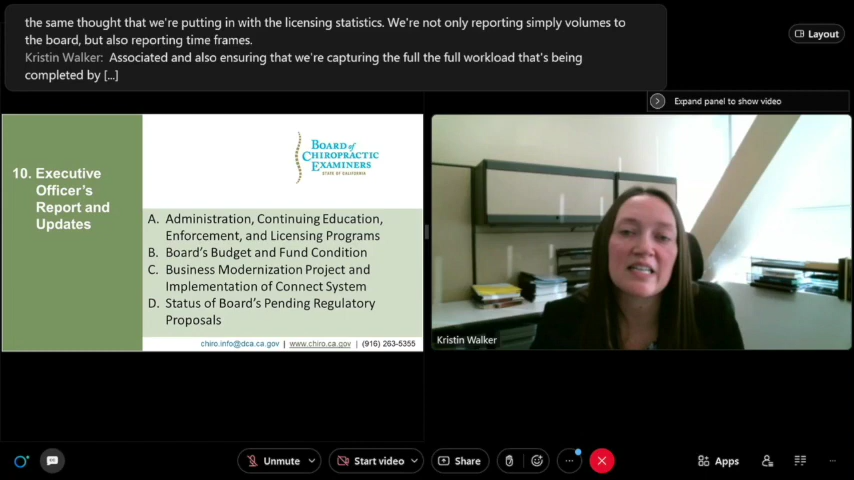 the same thought that we're putting in with the licensing statistics. We're not only reporting simply volumes to
the board, but also reporting time frames.
Kristin Walker: Associated and also ensuring that we're capturing the full the full workload that's being
completed by [...]
Layout
Expand panel to show video
10. Executive
Officer's
Report and
Updates
BOARD of
CHIROPRACTIC
EXAMINERS
STATE OF CALIFORNIA
A. Administration, Continuing Education,
Enforcement, and Licensing Programs
B. Board's Budget and Fund Condition
C. Business Modernization Project and
Implementation of Connect System
D. Status of Board's Pending Regulatory
Proposals
chiro.info@dca.ca.gov | www.chiro.ca.gov | (916) 263-5355
Kristin Walker
Unmute
Start video
Share
Apps